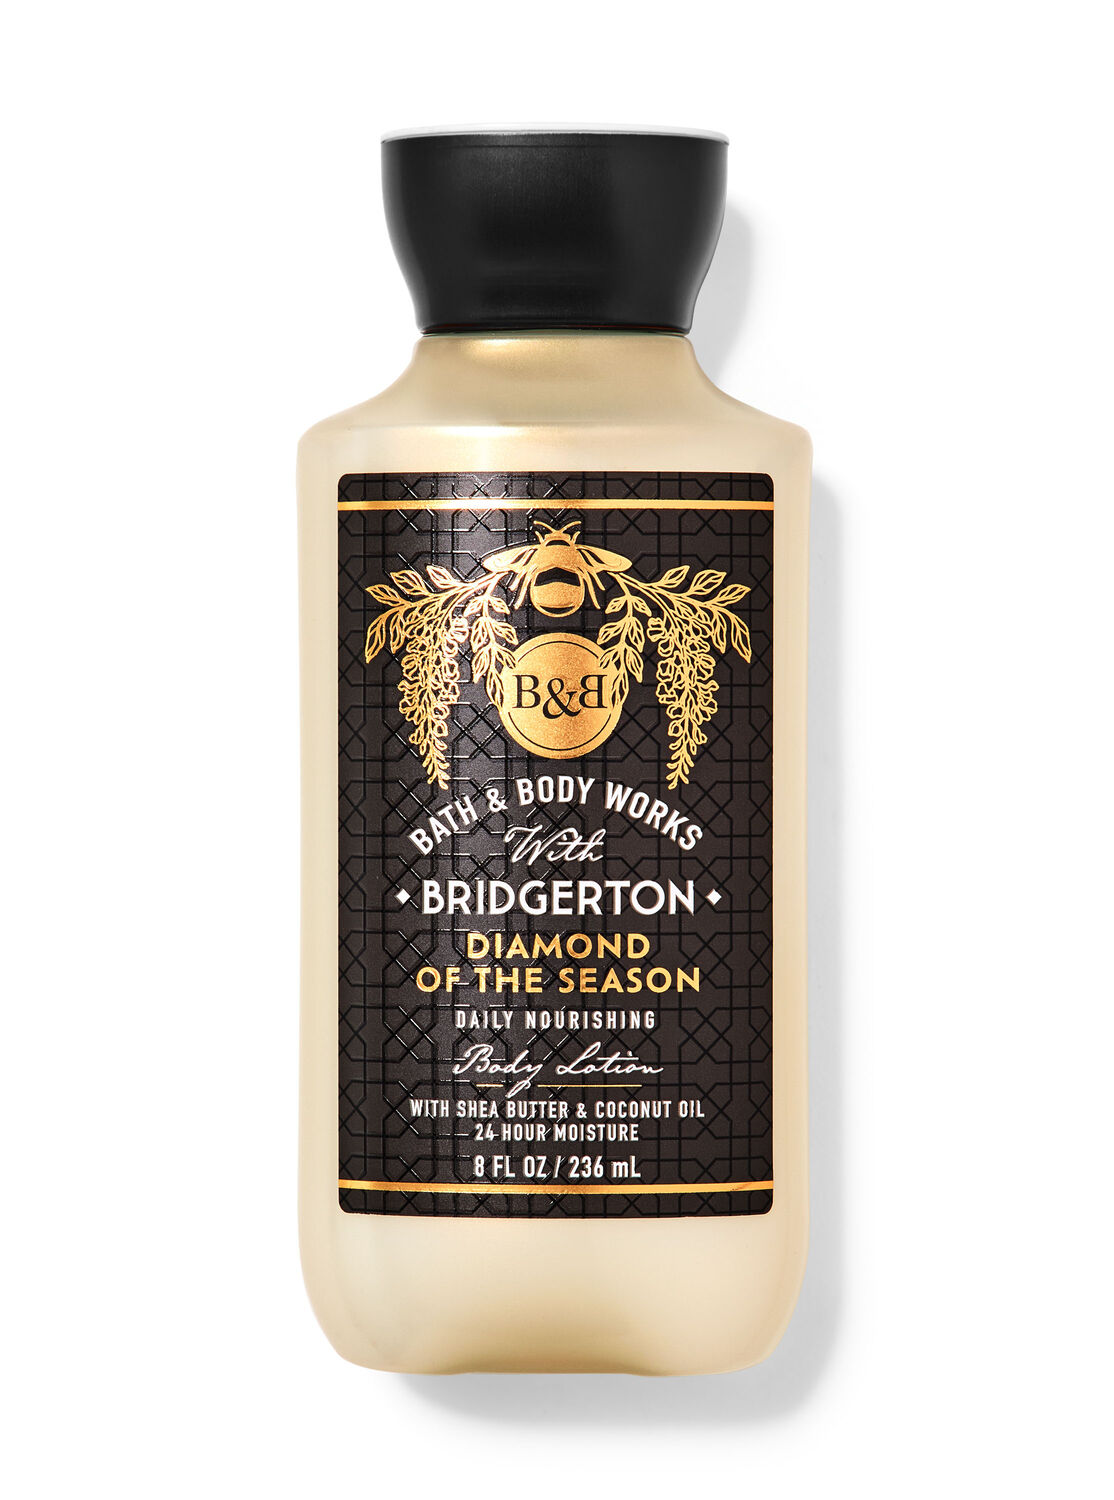 B&B
BATH & BODY WORKS
With
BRIDGERTON
DIAMOND
OF THE SEASON
DAILY NOURISHING
Body Lotion
WITH SHEA BUTTER & COCONUT OIL
24 HOUR MOISTURE
8 FL OZ / 236 mL